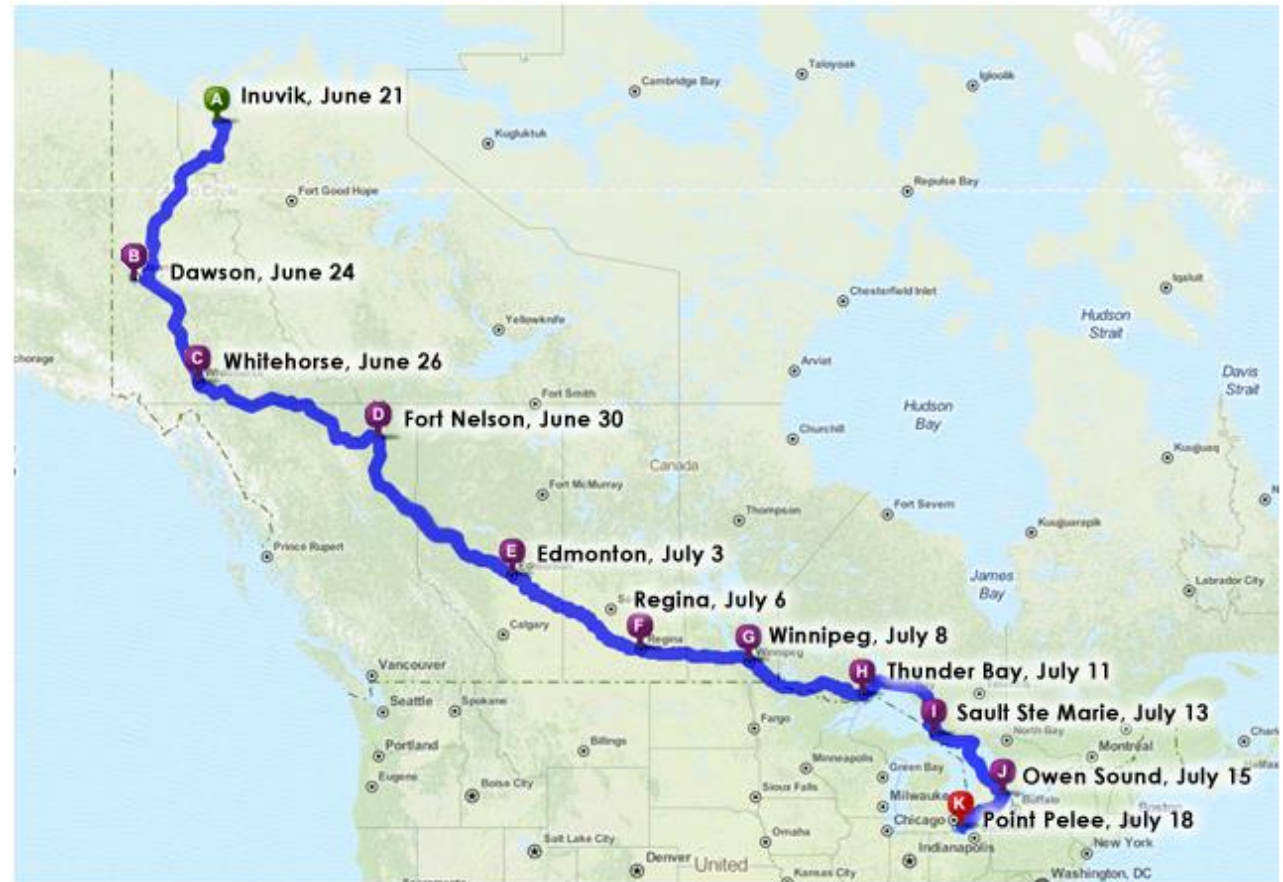 Taloyoak
Igloolik
Cambridge Bay
A
Inuvik, June 21
Kugluktuk
Repulse Bay
Fort Good Hope
B
Dawson, June 24
Iqaluit
Chesterfield Inlet
Hudson
Strait
Yellowknife
C
Whitehorse, June 26
chorage
Arviat
Davis
Strait
Fort Smith
D
Fort Nelson, June 30
Hudson
Bay
Churchill
Kuujjuaq
Canada
Fort McMurray
Fort Severn
Thompson
Kuujjuarapik
Prince Rupert
E
Edmonton, July 3
James
Bay
Labrador City
Regina, July 6
F
Regina
Calgary
G
Winnipeg, July 8
Winnipeg
Vancouver
H
Thunder Bay, July 11
Seattle
Spokane
I
Sault Ste Marie, July 13
Fargo
North Bay
Portland
Billings
Montréal
Minneapolis
Green Bay
Eugene
Boise City
J
Owen Sound, July 15
Sioux Falls
Milwauke
Buffalo
Boston
K
Chicago
Point Pelee, July 18
Salt Lake City
Omaha
Indianapolis
New York
Denver
United
Kansas City
Washington, DC